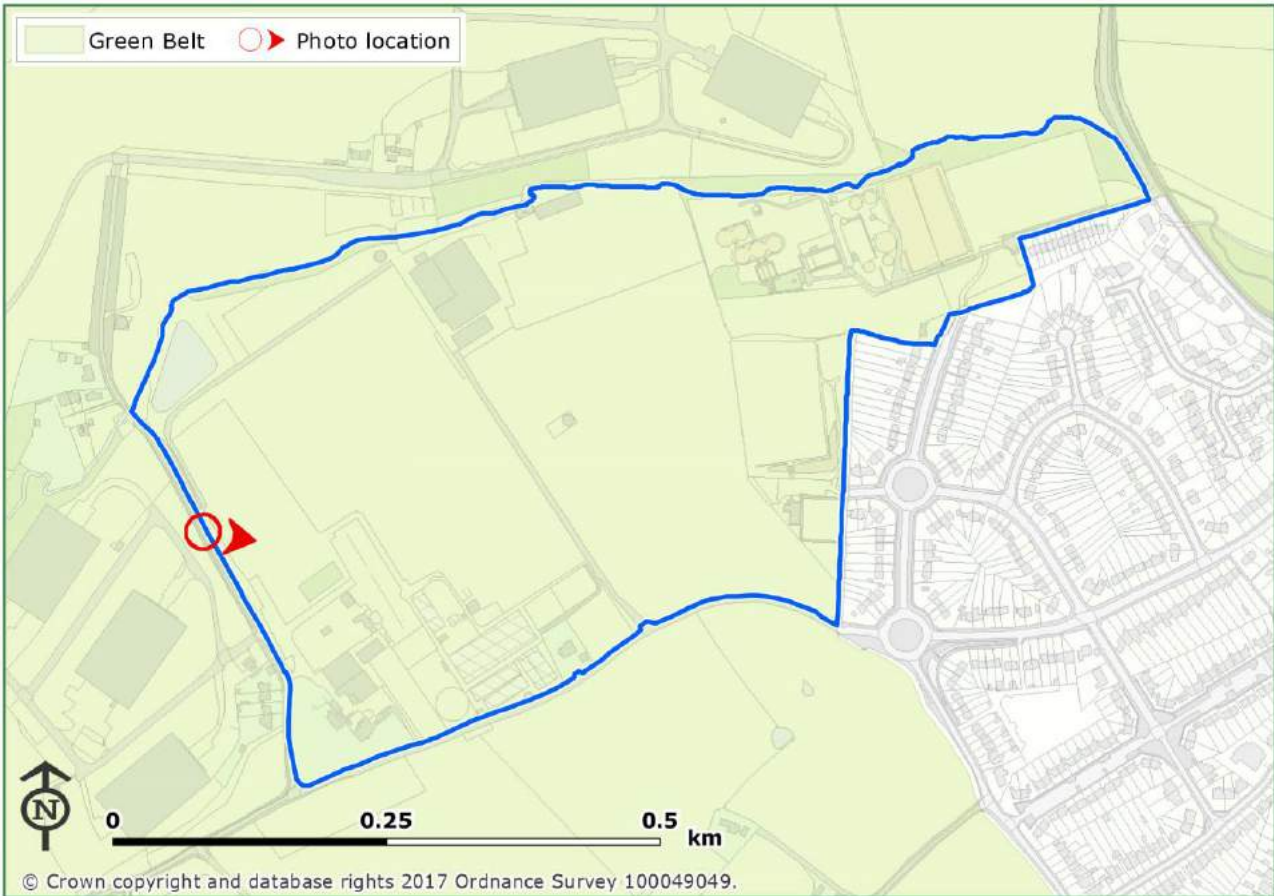 Green Belt Photo location
N
0 0.25 0.5
km
© Crown copyright and database rights 2017 Ordnance Survey 100049049.